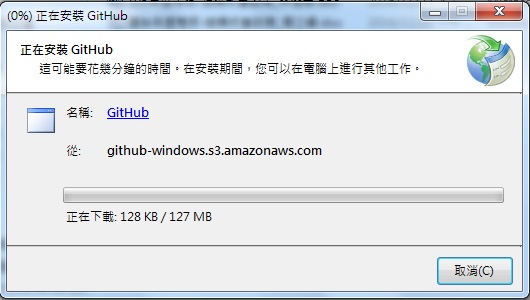 (0%) 正在安裝 GitHub
正在安裝 GitHub
這可能要花幾分鐘的時間。在安裝期間，您可以在電腦上進行其他工作。
名稱: GitHub
從: github-windows.s3.amazonaws.com
正在下載: 128 KB / 127 MB
取消(C)